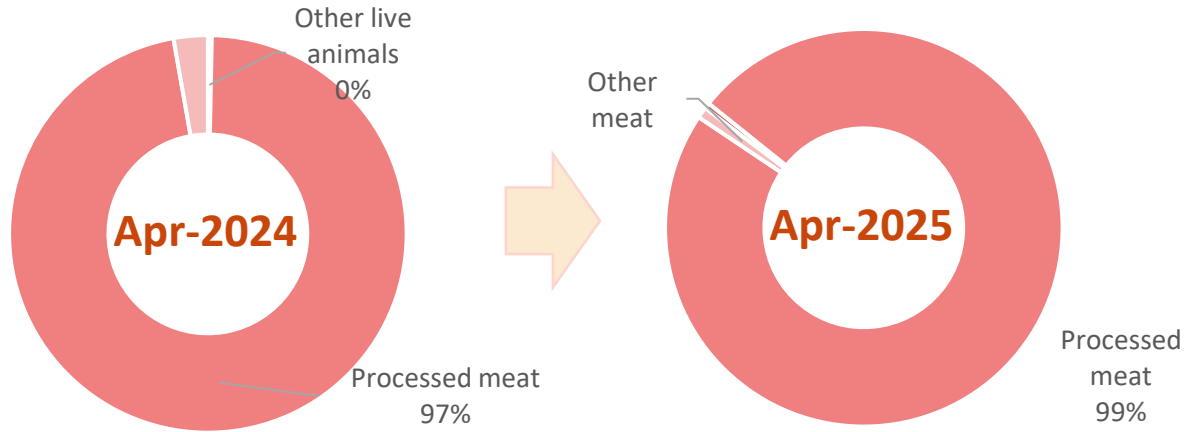 Other live
animals
0%
Apr-2024
Processed meat
97%
Other
meat
Apr-2025
Processed
meat
99%